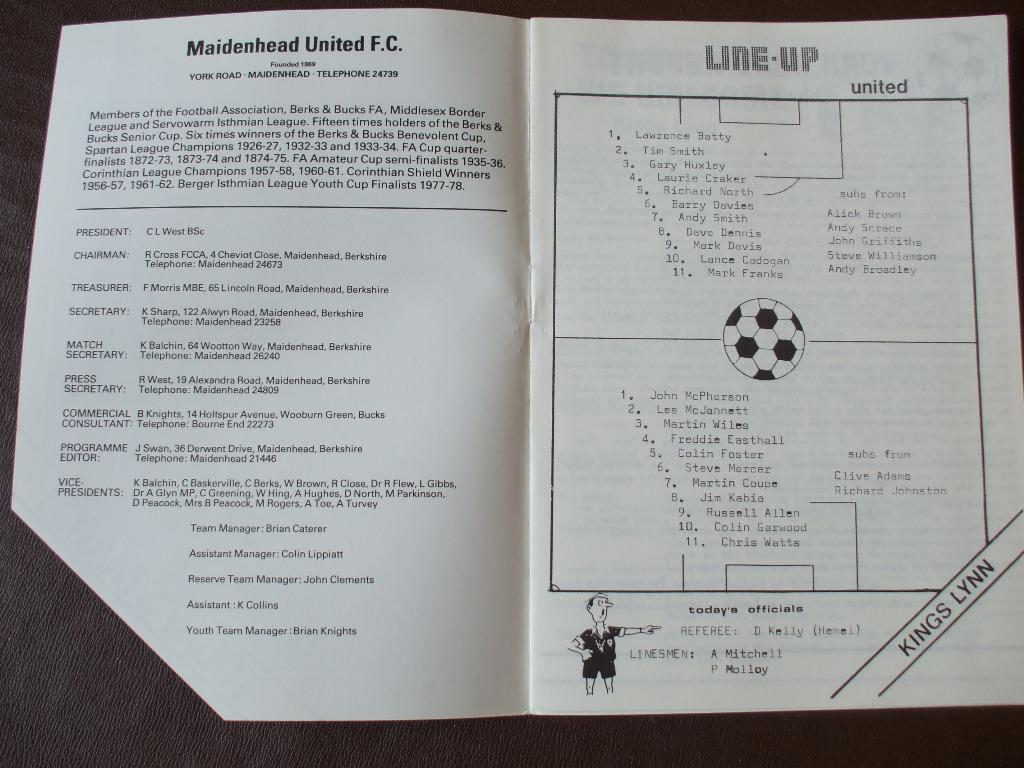 Maidenhead United F.C.
Founded 1869
YORK ROAD · MAIDENHEAD · TELEPHONE 24739
Members of the Football Association, Berks & Bucks FA, Middlesex Border
League and Servowarm Isthmian League. Fifteen times holders of the Berks &
Bucks Senior Cup. Six times winners of the Berks & Bucks Benevolent Cup,
Spartan League Champions 1926-27, 1932-33 and 1933-34. FA Cup quarter-
finalists 1872-73, 1873-74 and 1874-75. FA Amateur Cup semi-finalists 1935-36.
Corinthian League Champions 1957-58, 1960-61. Corinthian Shield Winners
1956-57, 1961-62. Berger Isthmian League Youth Cup Finalists 1977-78.
PRESIDENT: C L West BSc
CHAIRMAN: R Cross FCCA, 4 Cheviot Close, Maidenhead, Berkshire
Telephone: Maidenhead 24673
TREASURER: F Morris MBE, 65 Lincoln Road, Maidenhead, Berkshire
SECRETARY: K Sharp, 122 Alwyn Road, Maidenhead, Berkshire
Telephone: Maidenhead 23258
MATCH K Balchin, 64 Wootton Way, Maidenhead, Berkshire
SECRETARY: Telephone: Maidenhead 26240
PRESS R West, 19 Alexandra Road, Maidenhead, Berkshire
SECRETARY: Telephone: Maidenhead 24809
COMMERCIAL B Knights, 14 Holtspur Avenue, Wooburn Green, Bucks
CONSULTANT: Telephone: Bourne End 22273
PROGRAMME J Swan, 36 Derwent Drive, Maidenhead, Berkshire
EDITOR: Telephone: Maidenhead 21446
VICE- K Balchin, C Baskerville, C Berks, W Brown, R Close, Dr R Flew, L Gibbs,
PRESIDENTS: Dr A Glyn MP, C Greening, W Hing, A Hughes, D North, M Parkinson,
D Peacock, Mrs B Peacock, M Rogers, A Toe, A Turvey
Team Manager: Brian Caterer
Assistant Manager: Colin Lippiatt
Reserve Team Manager: John Clements
Assistant: K Collins
Youth Team Manager: Brian Knights
LINE-UP
united
1. Lawrence Batty
2. Tim Smith
3. Gary Huxley
4. Laurie Craker
5. Richard North
6. Barry Davies
7. Andy Smith
8. Dave Dennis
9. Mark Davis
10. Lance Cadogan
11. Mark Franks
subs from:
Alick Brown
Andy Scrace
John Griffiths
Steve Williamson
Andy Broadley
1. John McPherson
2. Les McJannett
3. Martin Wiles
4. Freddie Easthall
5. Colin Foster
6. Steve Mercer
7. Martin Coupe
8. Jim Kabia
9. Russell Allen
10. Colin Garwood
11. Chris Watts
subs from
Clive Adams
Richard Johnston
KINGS LYNN
today's officials
REFEREE: D Kelly (Hemel)
LINESMEN: A Mitchell
P Molloy